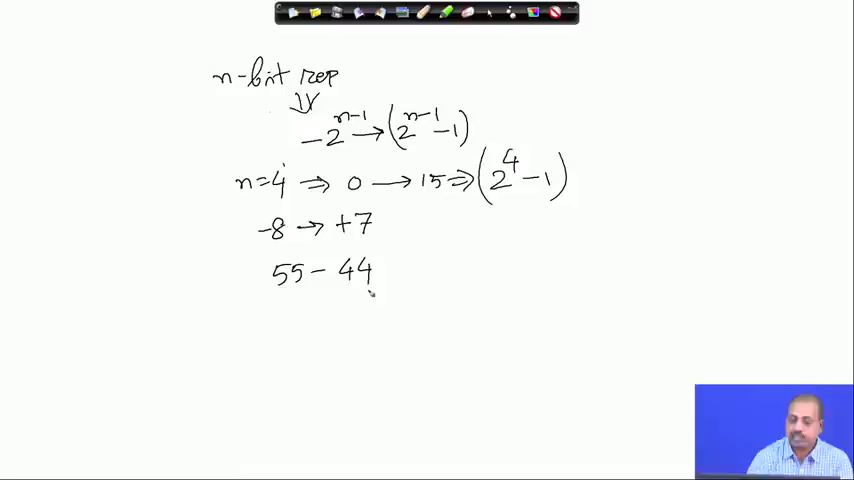 n-bit rep
⇓
-2^{n-1} → (2^{n-1} - 1)
n=4 ⇒ 0 → 15 ⇒ (2^4 - 1)
-8 → +7
55 - 44